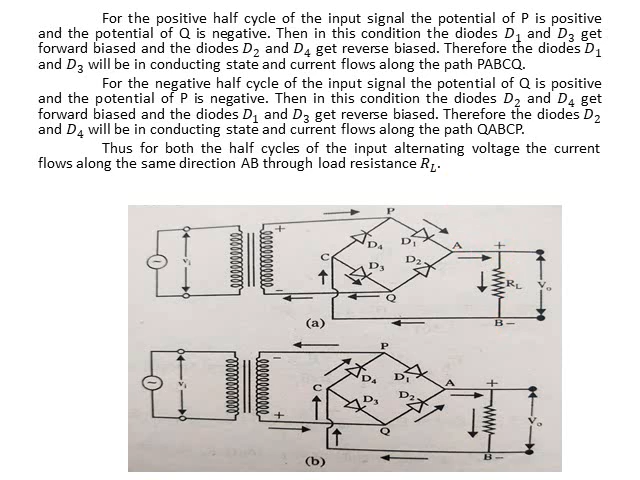 For the positive half cycle of the input signal the potential of P is positive
and the potential of Q is negative. Then in this condition the diodes D₁ and D₃ get
forward biased and the diodes D₂ and D₄ get reverse biased. Therefore the diodes D₁
and D₃ will be in conducting state and current flows along the path PABCQ.
For the negative half cycle of the input signal the potential of Q is positive
and the potential of P is negative. Then in this condition the diodes D₂ and D₄ get
forward biased and the diodes D₁ and D₃ get reverse biased. Therefore the diodes D₂
and D₄ will be in conducting state and current flows along the path QABCP.
Thus for both the half cycles of the input alternating voltage the current
flows along the same direction AB through load resistance R_L.
P
+
D₄ D₁ A +
C D₃ D₂
Vᵢ R_L Vₒ
− Q
(a) B −
P
− D₄ D₁ A +
Vᵢ C D₃ D₂
+ Q Vₒ
(b) B −